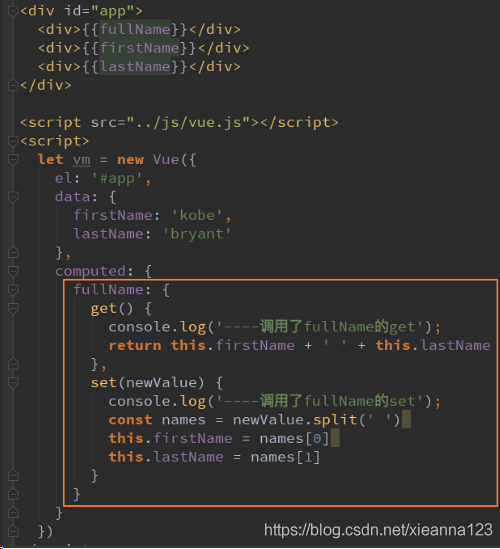 <div id="app">
<div>{{fullName}}</div>
<div>{{firstName}}</div>
<div>{{lastName}}</div>
</div>
<script src="../js/vue.js"></script>
<script>
let vm = new Vue({
el: '#app',
data: {
firstName: 'kobe',
lastName: 'bryant'
},
computed: {
fullName: {
get() {
console.log('----调用了fullName的get');
return this.firstName + ' ' + this.lastName
},
set(newValue) {
console.log('----调用了fullName的set');
const names = newValue.split(' ')
this.firstName = names[0]
this.lastName = names[1]
}
}
}
})
https://blog.csdn.net/xieanna123